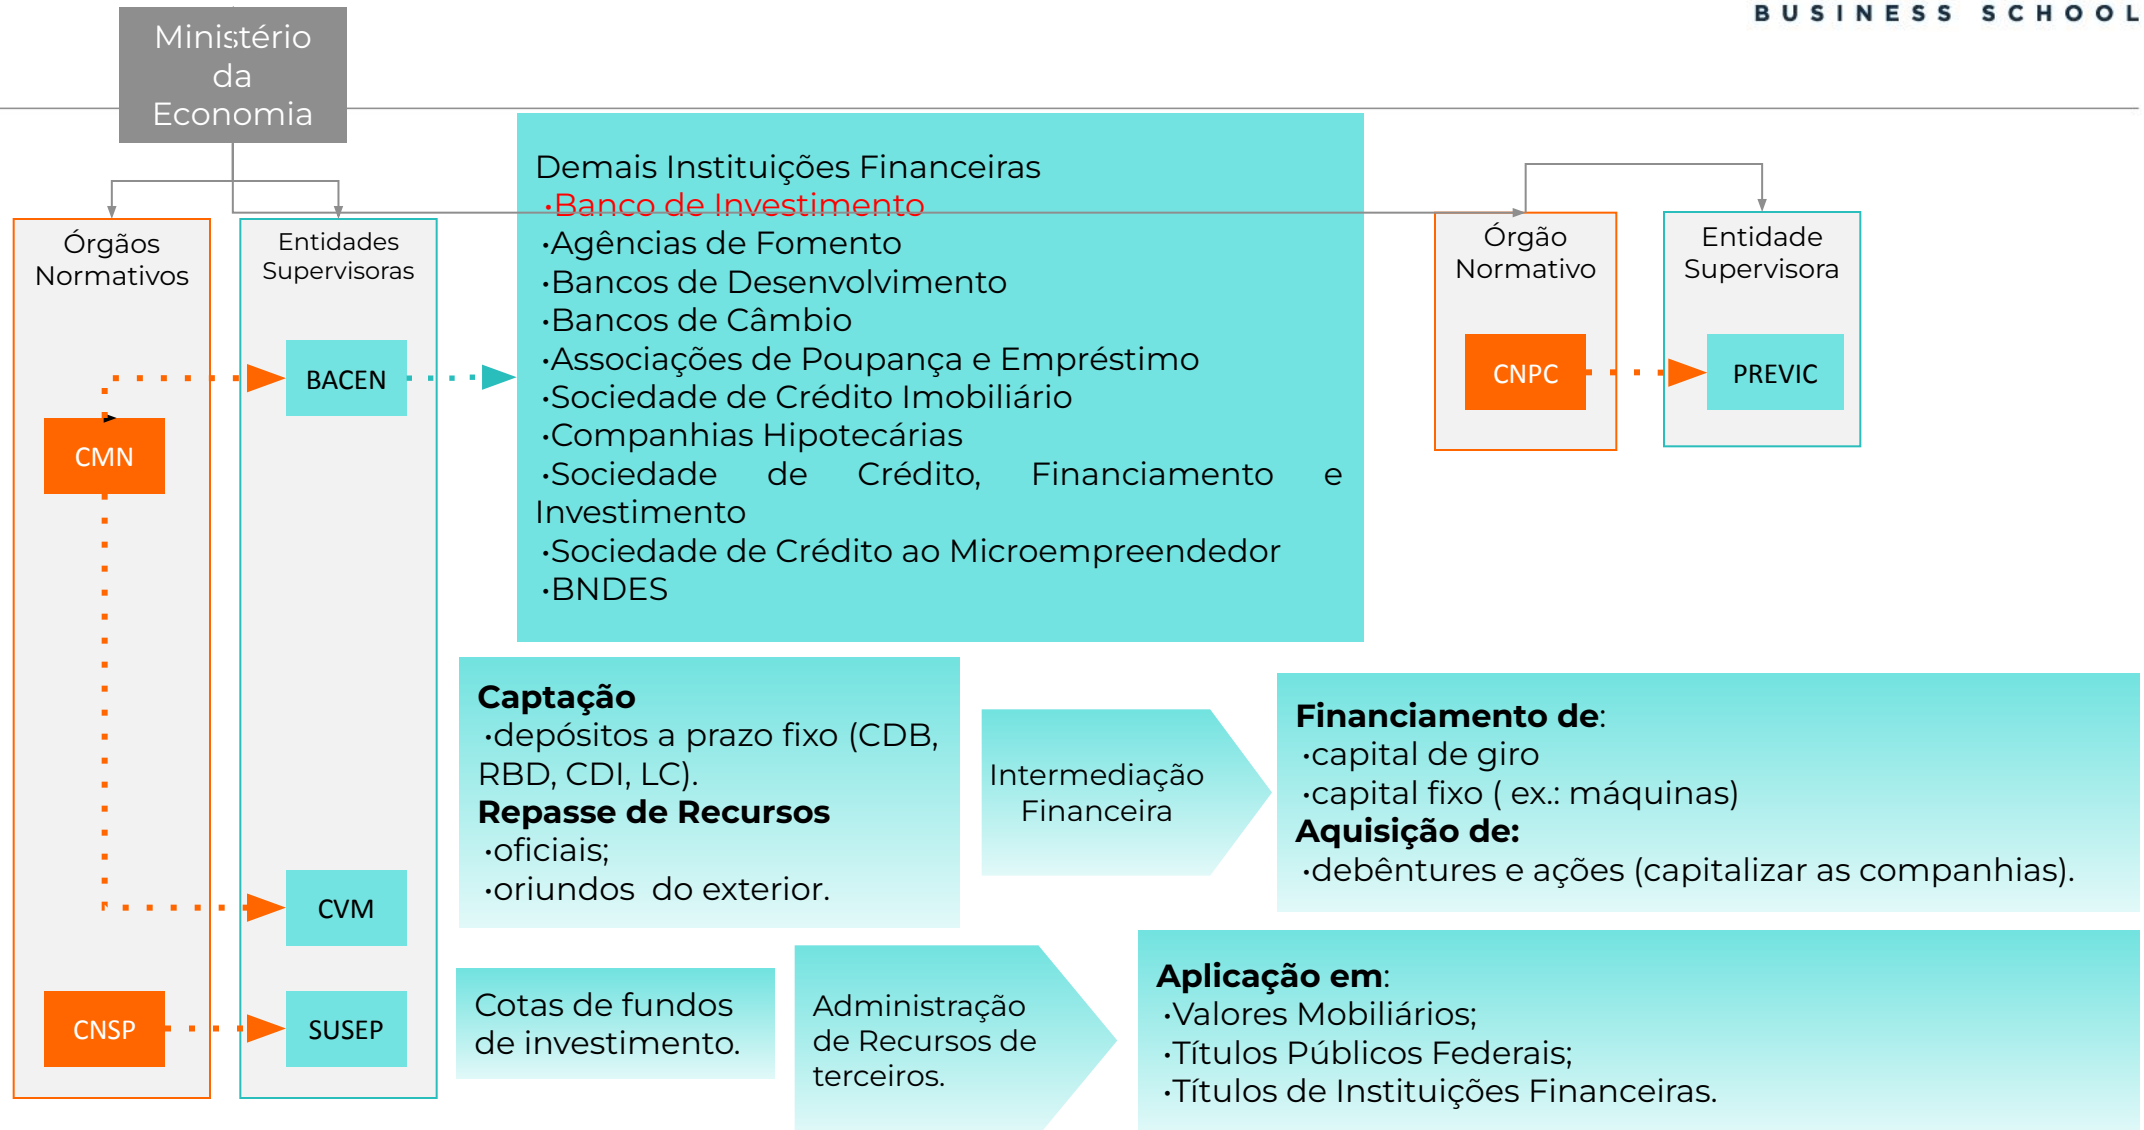 BUSINESS SCHOOL
Ministério
da
Economia
Órgãos
Normativos
Entidades
Supervisoras
CMN
BACEN
CVM
CNSP
SUSEP
Demais Instituições Financeiras
•Banco de Investimento
•Agências de Fomento
•Bancos de Desenvolvimento
•Bancos de Câmbio
•Associações de Poupança e Empréstimo
•Sociedade de Crédito Imobiliário
•Companhias Hipotecárias
•Sociedade de Crédito, Financiamento e
Investimento
•Sociedade de Crédito ao Microempreendedor
•BNDES
Órgão
Normativo
Entidade
Supervisora
CNPC
PREVIC
Captação
•depósitos a prazo fixo (CDB,
RBD, CDI, LC).
Repasse de Recursos
•oficiais;
•oriundos do exterior.
Intermediação
Financeira
Financiamento de:
•capital de giro
•capital fixo ( ex.: máquinas)
Aquisição de:
•debêntures e ações (capitalizar as companhias).
Cotas de fundos
de investimento.
Administração
de Recursos de
terceiros.
Aplicação em:
•Valores Mobiliários;
•Títulos Públicos Federais;
•Títulos de Instituições Financeiras.